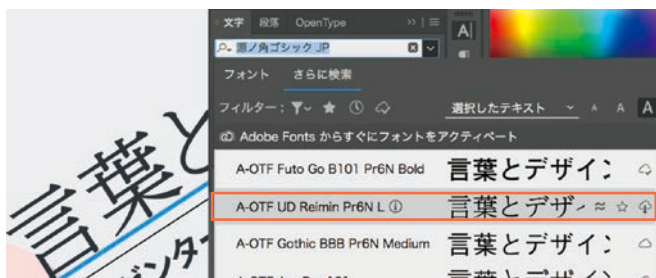 文字 段落 OpenType
源ノ角ゴシック JP
フォント さらに検索
フィルター：
選択したテキスト A A A
Adobe Fonts からすぐにフォントをアクティベート
A-OTF Futo Go B101 Pr6N Bold 言葉とデザイン
A-OTF UD Reimin Pr6N L 言葉とデザ
A-OTF Gothic BBB Pr6N Medium 言葉とデザイン
言葉と